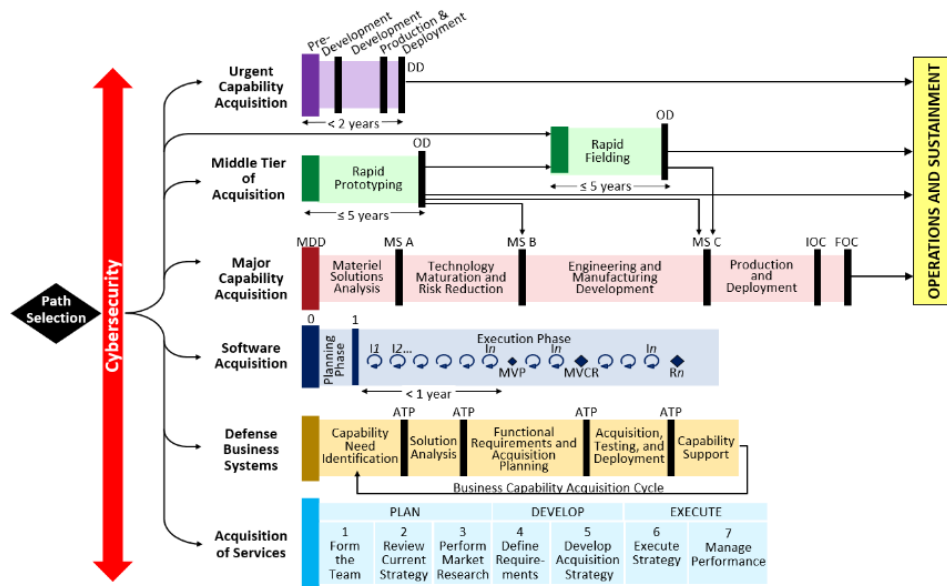 Pre-
Development
Development
Production &
Deployment
Urgent
Capability
Acquisition
DD
< 2 years
OD
Rapid
Fielding
≤ 5 years
Middle Tier
of
Acquisition
OD
Rapid
Prototyping
≤ 5 years
MDD
MS A
MS B
MS C
IOC
FOC
Major
Capability
Acquisition
Materiel
Solutions
Analysis
Technology
Maturation and
Risk Reduction
Engineering and
Manufacturing
Development
Production
and
Deployment
OPERATIONS AND SUSTAINMENT
Path
Selection
Cybersecurity
Software
Acquisition
0
1
Planning
Phase
Execution Phase
I1
I2...
In
In
In
MVP
MVCR
Rn
< 1 year
Defense
Business
Systems
ATP
ATP
ATP
ATP
Capability
Need
Identification
Solution
Analysis
Functional
Requirements and
Acquisition
Planning
Acquisition,
Testing, and
Deployment
Capability
Support
Business Capability Acquisition Cycle
Acquisition
of Services
PLAN
DEVELOP
EXECUTE
1
Form
the
Team
2
Review
Current
Strategy
3
Perform
Market
Research
4
Define
Require-
ments
5
Develop
Acquisition
Strategy
6
Execute
Strategy
7
Manage
Performance